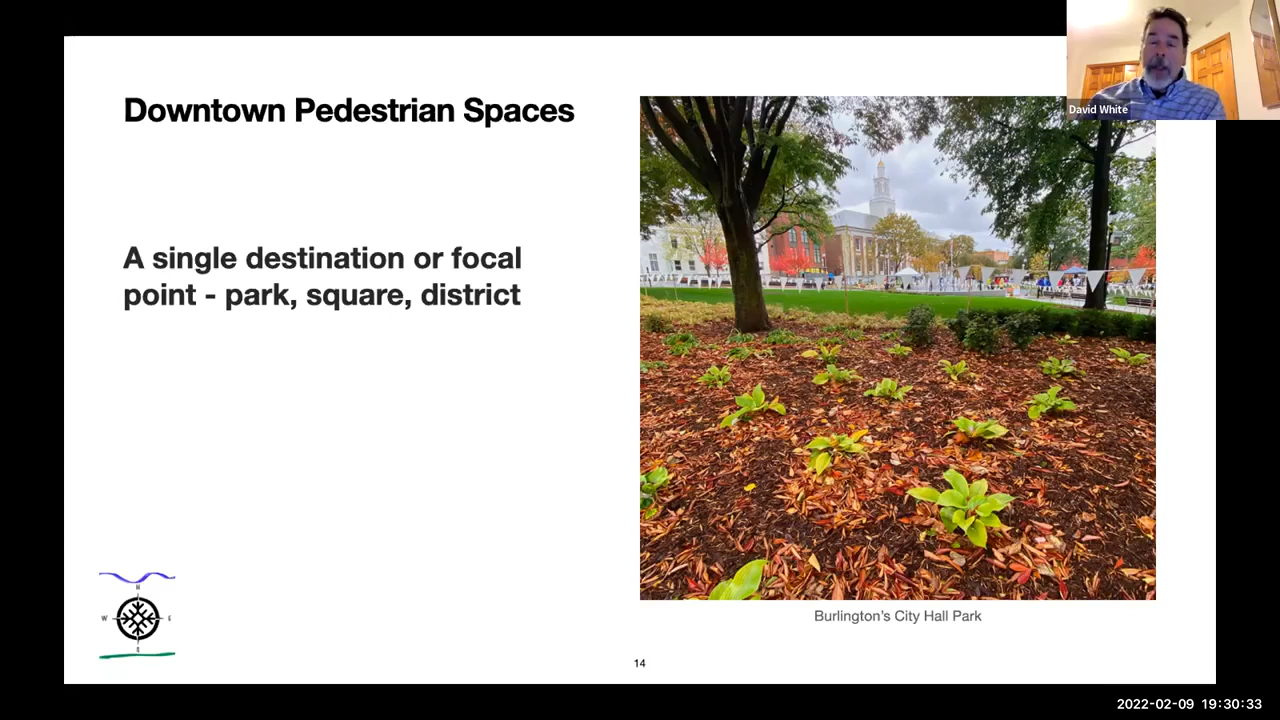 David White
Downtown Pedestrian Spaces
A single destination or focal
point - park, square, district
Burlington's City Hall Park
N
W
E
S
14
2022-02-09 19:30:33